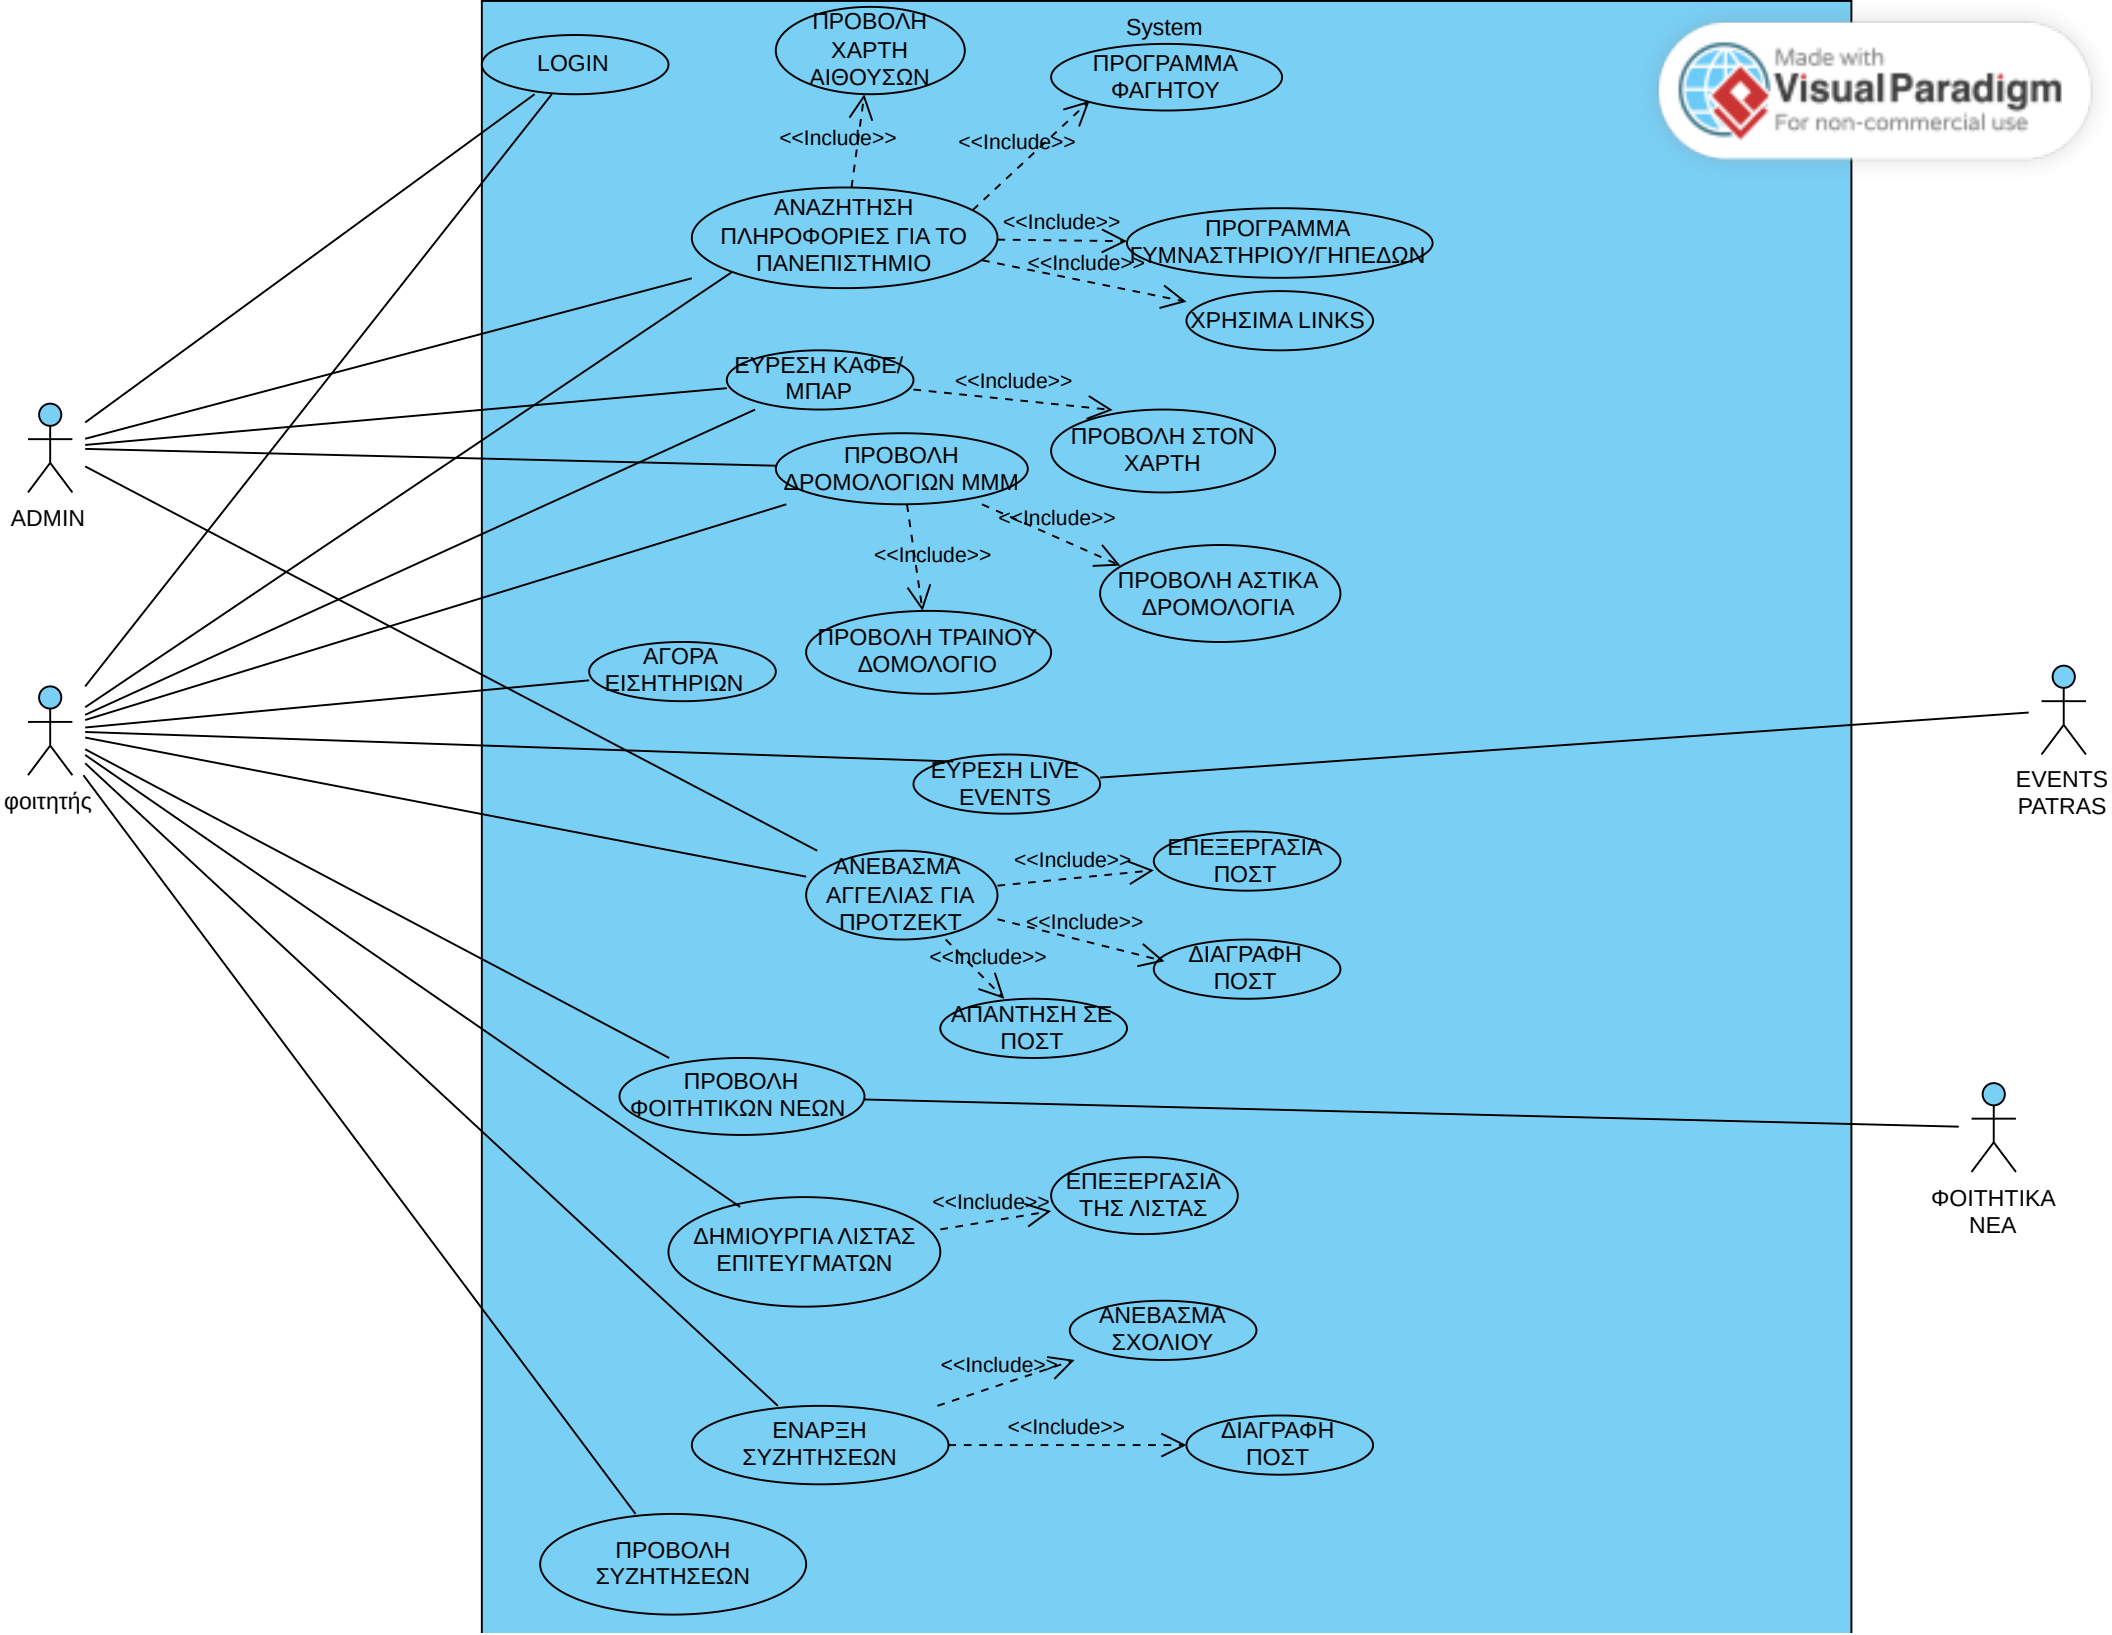 System
Made with
Visual Paradigm
For non-commercial use
LOGIN
ΠΡΟΒΟΛΗ
ΧΑΡΤΗ
ΑΙΘΟΥΣΩΝ
ΠΡΟΓΡΑΜΜΑ
ΦΑΓΗΤΟΥ
<<Include>>
<<Include>>
ΑΝΑΖΗΤΗΣΗ
ΠΛΗΡΟΦΟΡΙΕΣ ΓΙΑ ΤΟ
ΠΑΝΕΠΙΣΤΗΜΙΟ
<<Include>>
ΠΡΟΓΡΑΜΜΑ
ΓΥΜΝΑΣΤΗΡΙΟΥ/ΓΗΠΕΔΩΝ
<<Include>>
ΧΡΗΣΙΜΑ LINKS
ΕΥΡΕΣΗ ΚΑΦΕ/
ΜΠΑΡ
<<Include>>
ΠΡΟΒΟΛΗ ΣΤΟΝ
ΧΑΡΤΗ
ΠΡΟΒΟΛΗ
ΔΡΟΜΟΛΟΓΙΩΝ ΜΜΜ
ADMIN
<<Include>>
<<Include>>
ΠΡΟΒΟΛΗ ΑΣΤΙΚΑ
ΔΡΟΜΟΛΟΓΙΑ
ΠΡΟΒΟΛΗ ΤΡΑΙΝΟΥ
ΔΟΜΟΛΟΓΙΟ
ΑΓΟΡΑ
ΕΙΣΗΤΗΡΙΩΝ
φοιτητής
ΕΥΡΕΣΗ LIVE
EVENTS
EVENTS
PATRAS
ΑΝΕΒΑΣΜΑ
ΑΓΓΕΛΙΑΣ ΓΙΑ
ΠΡΟΤΖΕΚΤ
<<Include>>
ΕΠΕΞΕΡΓΑΣΙΑ
ΠΟΣΤ
<<Include>>
ΔΙΑΓΡΑΦΗ
ΠΟΣΤ
<<Include>>
ΑΠΑΝΤΗΣΗ ΣΕ
ΠΟΣΤ
ΠΡΟΒΟΛΗ
ΦΟΙΤΗΤΙΚΩΝ ΝΕΩΝ
ΦΟΙΤΗΤΙΚΑ
ΝΕΑ
ΔΗΜΙΟΥΡΓΙΑ ΛΙΣΤΑΣ
ΕΠΙΤΕΥΓΜΑΤΩΝ
<<Include>>
ΕΠΕΞΕΡΓΑΣΙΑ
ΤΗΣ ΛΙΣΤΑΣ
ΑΝΕΒΑΣΜΑ
ΣΧΟΛΙΟΥ
<<Include>>
ΕΝΑΡΞΗ
ΣΥΖΗΤΗΣΕΩΝ
<<Include>>
ΔΙΑΓΡΑΦΗ
ΠΟΣΤ
ΠΡΟΒΟΛΗ
ΣΥΖΗΤΗΣΕΩΝ